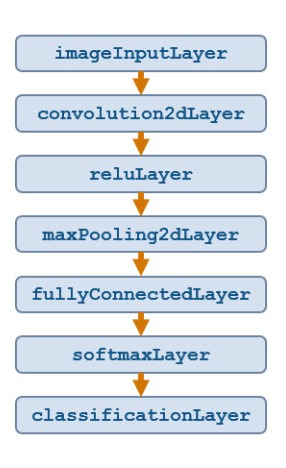 imageInputLayer
convolution2dLayer
reluLayer
maxPooling2dLayer
fullyConnectedLayer
softmaxLayer
classificationLayer